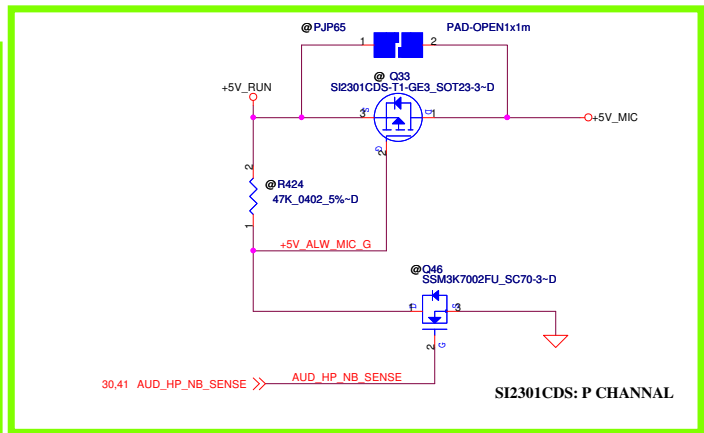 @ PJP65 PAD-OPEN1x1m
1 2
@ Q33
SI2301CDS-T1-GE3_SOT23-3~D
+5V_RUN
S D
3 1
+5V_MIC
G
2
2
@ R424
47K_0402_5%~D
1
+5V_ALW_MIC_G
@ Q46
SSM3K7002FU_SC70-3~D
D S
1 3
2 G
30,41 AUD_HP_NB_SENSE AUD_HP_NB_SENSE
SI2301CDS: P CHANNAL